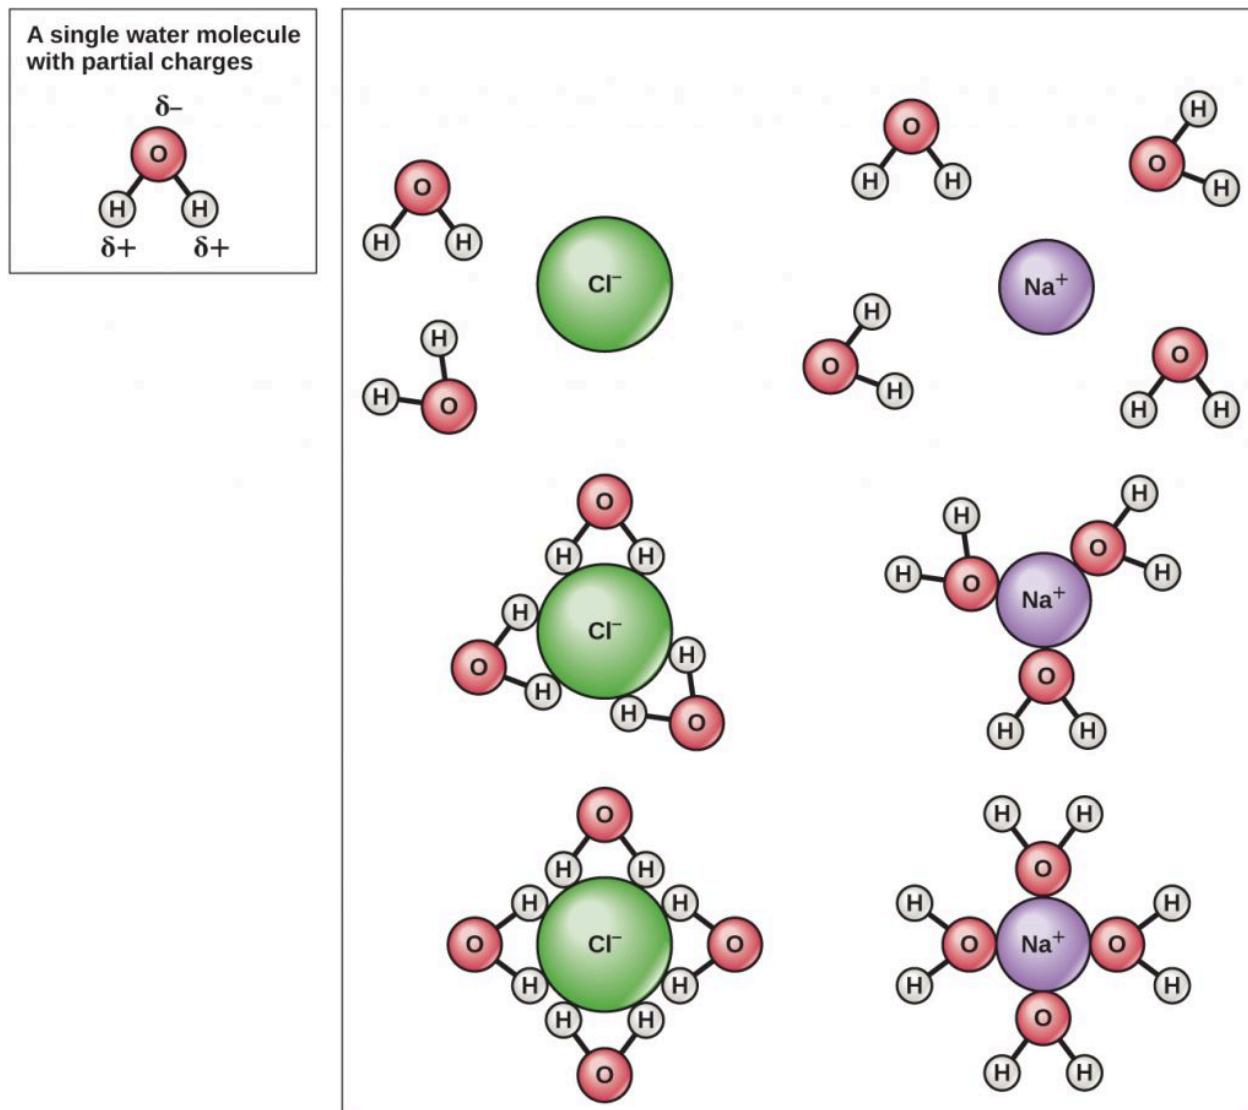 A single water molecule
with partial charges
δ–
O
H H
δ+ δ+
O H
O O
H H H
H H
Cl⁻ Na⁺
H H
O O
H O H
H H
O
H
O H
H H H O
H O
H Cl⁻ Na⁺ H
O H O
H H O
H H
O
H H
O
H H O
H H H H
O Cl⁻ O O Na⁺ O
H H H H
H H O
O H H